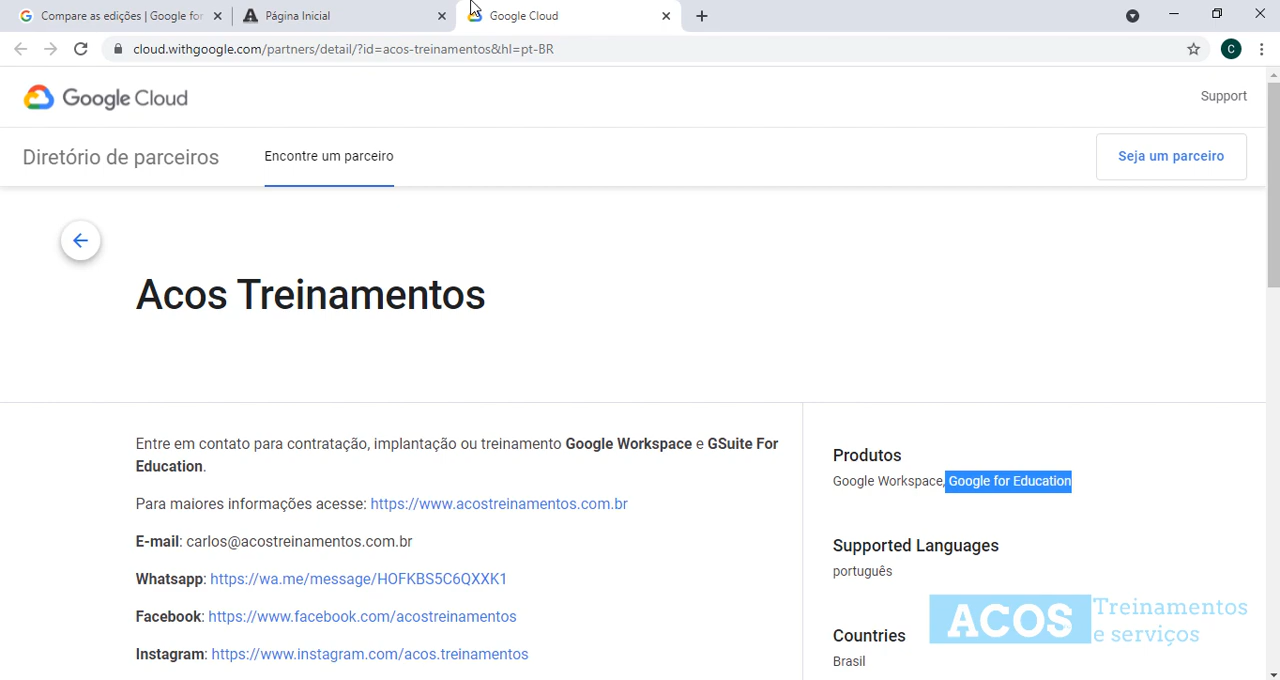 Compare as edições | Google for
Página Inicial
Google Cloud
cloud.withgoogle.com/partners/detail/?id=acos-treinamentos&hl=pt-BR
C
Google Cloud
Support
Diretório de parceiros
Encontre um parceiro
Seja um parceiro
Acos Treinamentos
Entre em contato para contratação, implantação ou treinamento Google Workspace e GSuite For
Education.
Para maiores informações acesse: https://www.acostreinamentos.com.br
E-mail: carlos@acostreinamentos.com.br
Whatsapp: https://wa.me/message/HOFKBS5C6QXXK1
Facebook: https://www.facebook.com/acostreinamentos
Instagram: https://www.instagram.com/acos.treinamentos
Produtos
Google Workspace, Google for Education
Supported Languages
português
Countries
Brasil
ACOS Treinamentos
e serviços